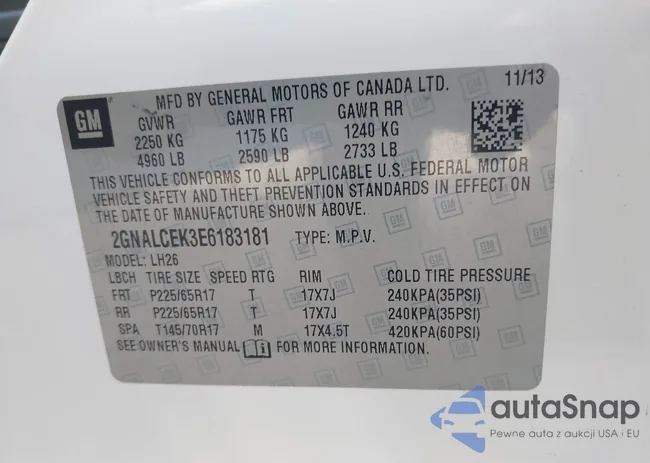 GM
MFD BY GENERAL MOTORS OF CANADA LTD. 11/13
GVWR GAWR FRT GAWR RR
2250 KG 1175 KG 1240 KG
4960 LB 2590 LB 2733 LB
THIS VEHICLE CONFORMS TO ALL APPLICABLE U.S. FEDERAL MOTOR
VEHICLE SAFETY AND THEFT PREVENTION STANDARDS IN EFFECT ON
THE DATE OF MANUFACTURE SHOWN ABOVE.
2GNALCEK3E6183181 TYPE: M.P.V.
MODEL: LH26
LBCH TIRE SIZE SPEED RTG RIM COLD TIRE PRESSURE
FRT P225/65R17 T 17X7J 240KPA(35PSI)
RR P225/65R17 T 17X7J 240KPA(35PSI)
SPA T145/70R17 M 17X4.5T 420KPA(60PSI)
SEE OWNER'S MANUAL FOR MORE INFORMATION.
autaSnap
Pewne auta z aukcji USA i EU